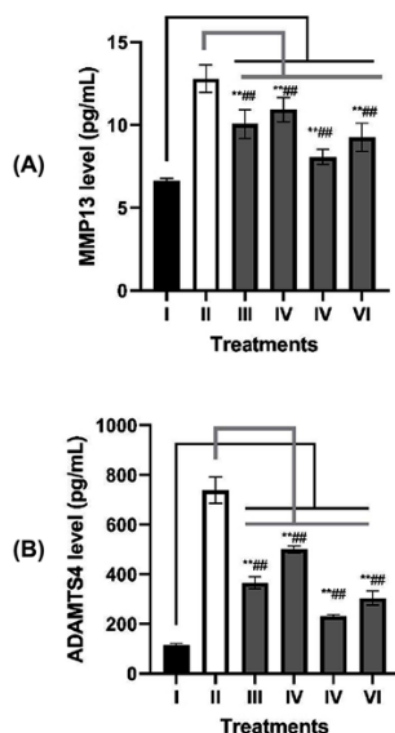 (A)
MMP13 level (pg/mL)
15
10
5
0
**##
**##
**##
**##
I II III IV IV VI
Treatments
(B)
ADAMTS4 level (pg/mL)
1000
800
600
400
200
0
**##
**##
**##
**##
I II III IV IV VI
Treatments